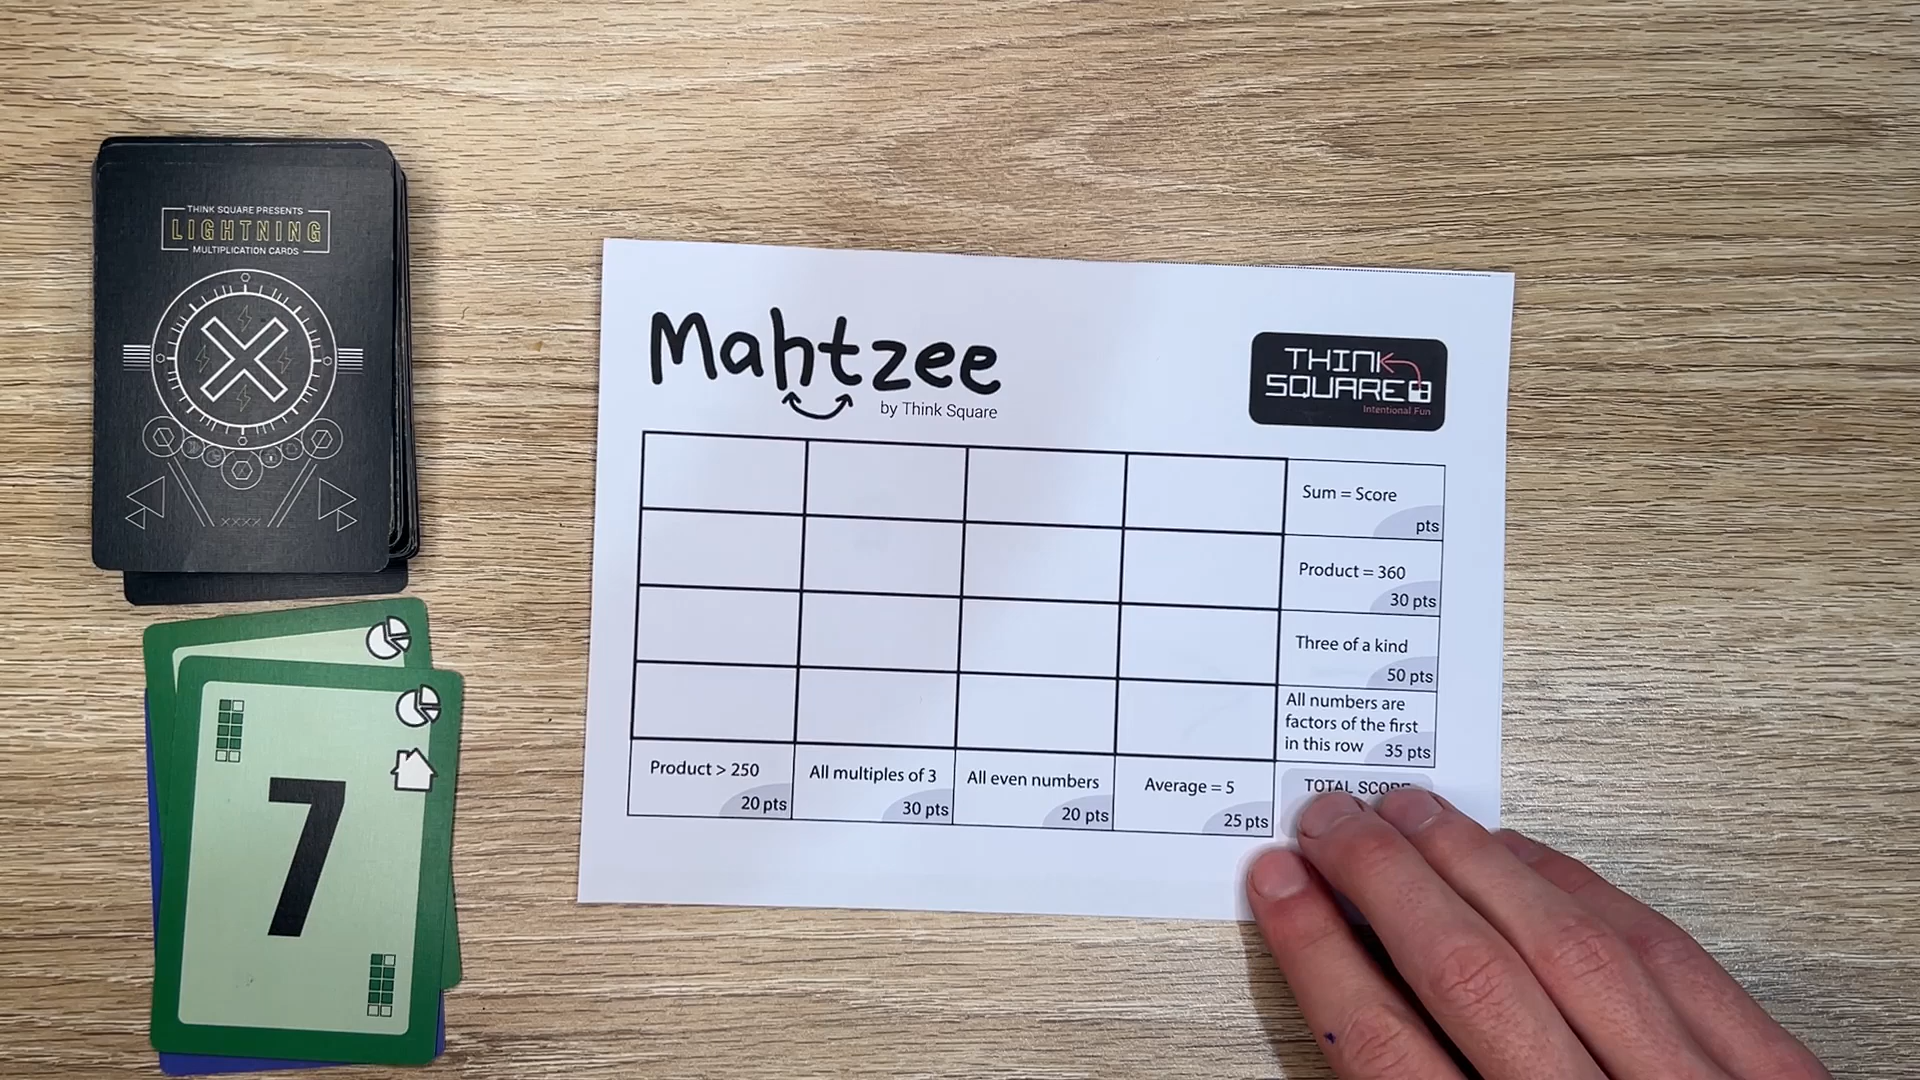 THINK SQUARE PRESENTS
LIGHTNING
MULTIPLICATION CARDS
XXXX
7
Mahtzee
by Think Square
THINK
SQUARE
Intentional Fun
Sum = Score
pts
Product = 360
30 pts
Three of a kind
50 pts
All numbers are
factors of the first
in this row
35 pts
Product > 250
20 pts
All multiples of 3
30 pts
All even numbers
20 pts
Average = 5
25 pts
TOTAL SCORE